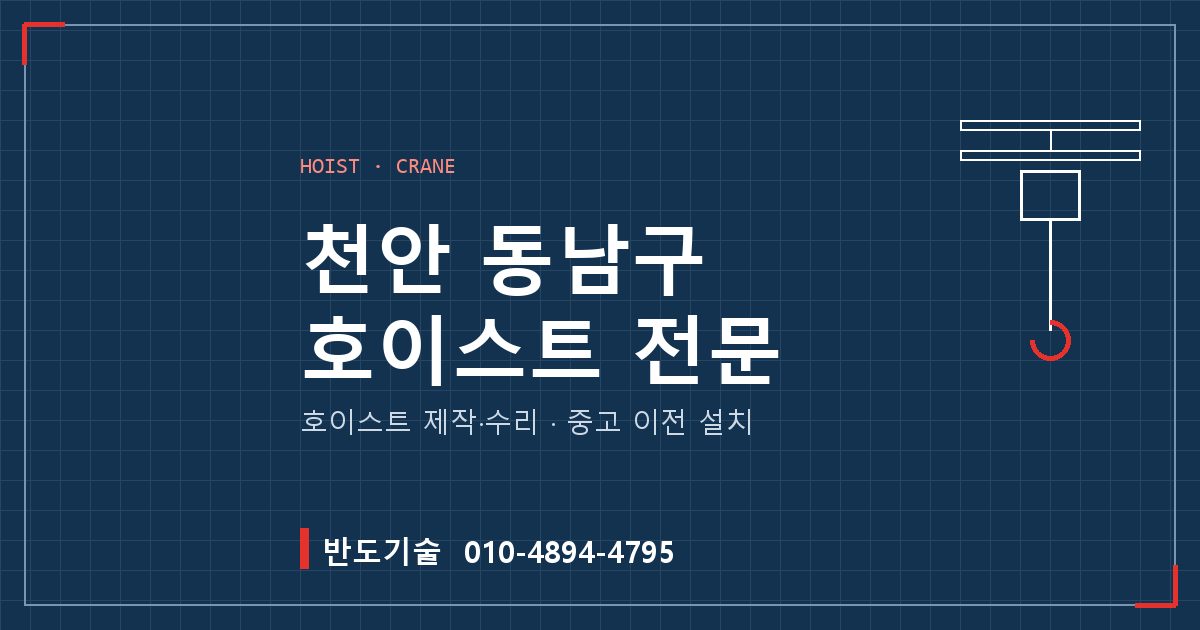 HOIST · CRANE
천안 동남구
호이스트 전문
호이스트 제작·수리 · 중고 이전 설치
반도기술 010-4894-4795